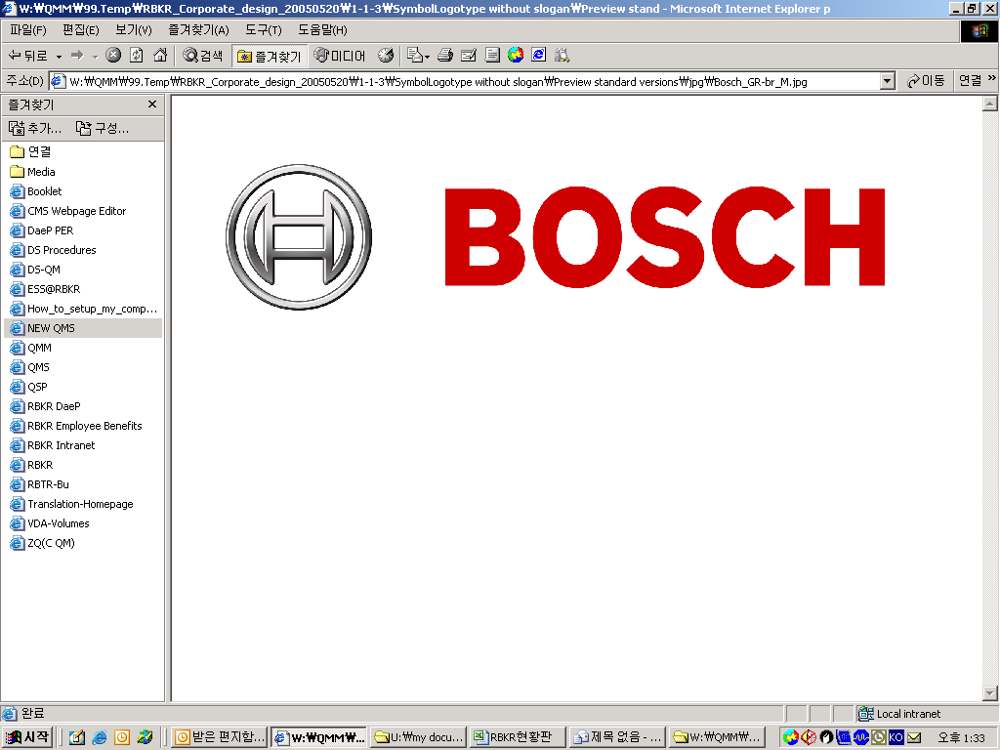 W:₩QMM₩99.Temp₩RBKR_Corporate_design_20050520₩1-1-3₩SymbolLogotype without slogan₩Preview stand - Microsoft Internet Explorer p
파일(F) 편집(E) 보기(V) 즐겨찾기(A) 도구(T) 도움말(H)
뒤로 검색 즐겨찾기 미디어
주소(D) W:₩QMM₩99.Temp₩RBKR_Corporate_design_20050520₩1-1-3₩SymbolLogotype without slogan₩Preview standard versions₩jpg₩Bosch_GR-br_M.jpg 이동 연결 »
즐겨찾기
추가... 구성...
연결
Media
Booklet
CMS Webpage Editor
DaeP PER
DS Procedures
DS-QM
ESS@RBKR
How_to_setup_my_comp...
NEW QMS
QMM
QMS
QSP
RBKR DaeP
RBKR Employee Benefits
RBKR Intranet
RBKR
RBTR-Bu
Translation-Homepage
VDA-Volumes
ZQ(C QM)
BOSCH
완료 Local intranet
시작 받은 편지함... W:₩QMM₩... U:₩my docu... RBKR현황판 제목 없음 -... W:₩QMM₩... KO 오후 1:33